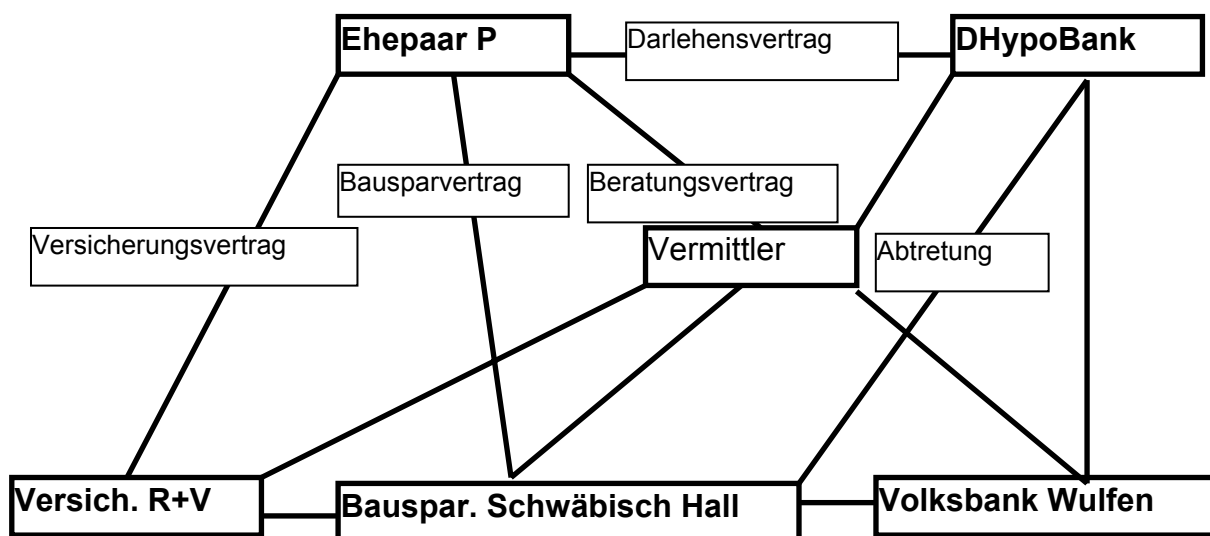 Ehepaar P
Darlehensvertrag
DHypoBank
Bausparvertrag
Beratungsvertrag
Versicherungsvertrag
Vermittler
Abtretung
Versich. R+V
Bauspar. Schwäbisch Hall
Volksbank Wulfen